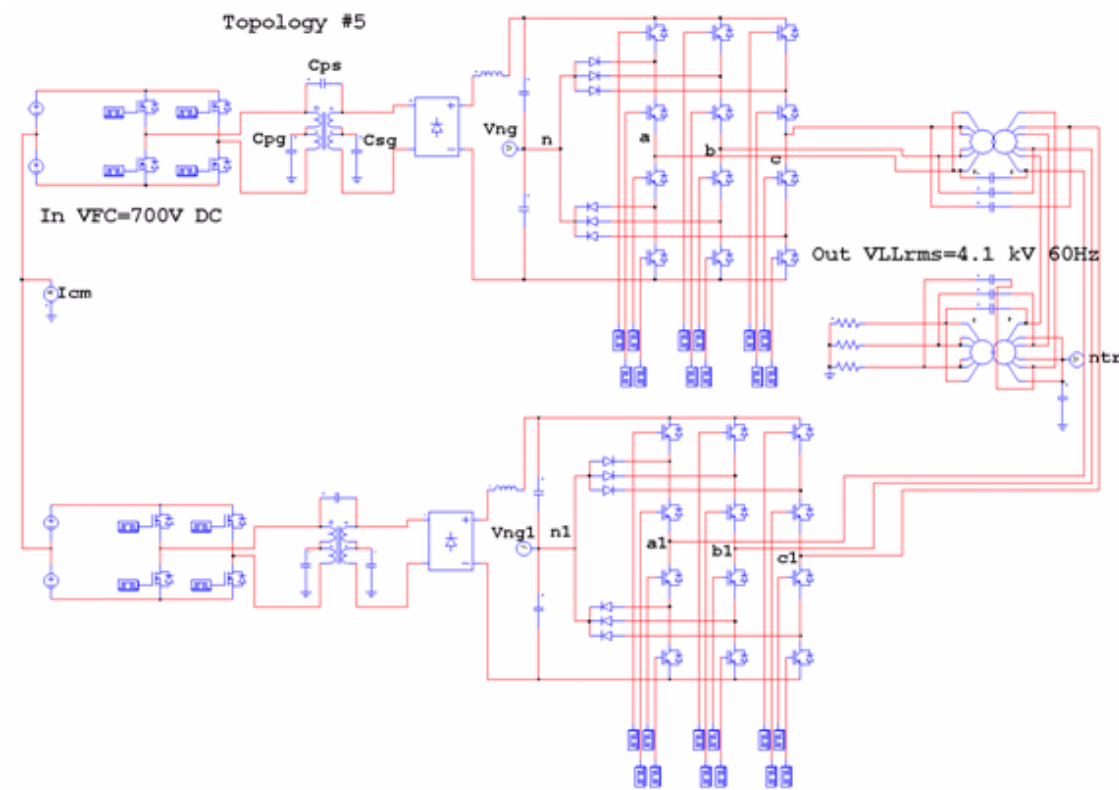 Topology #5
Cps
Cpg
Csg
Vng
n
a
b
c
In VFC=700V DC
Icm
Out VLLrms=4.1 kV 60Hz
ntr
Vng1
n1
a1
b1
c1